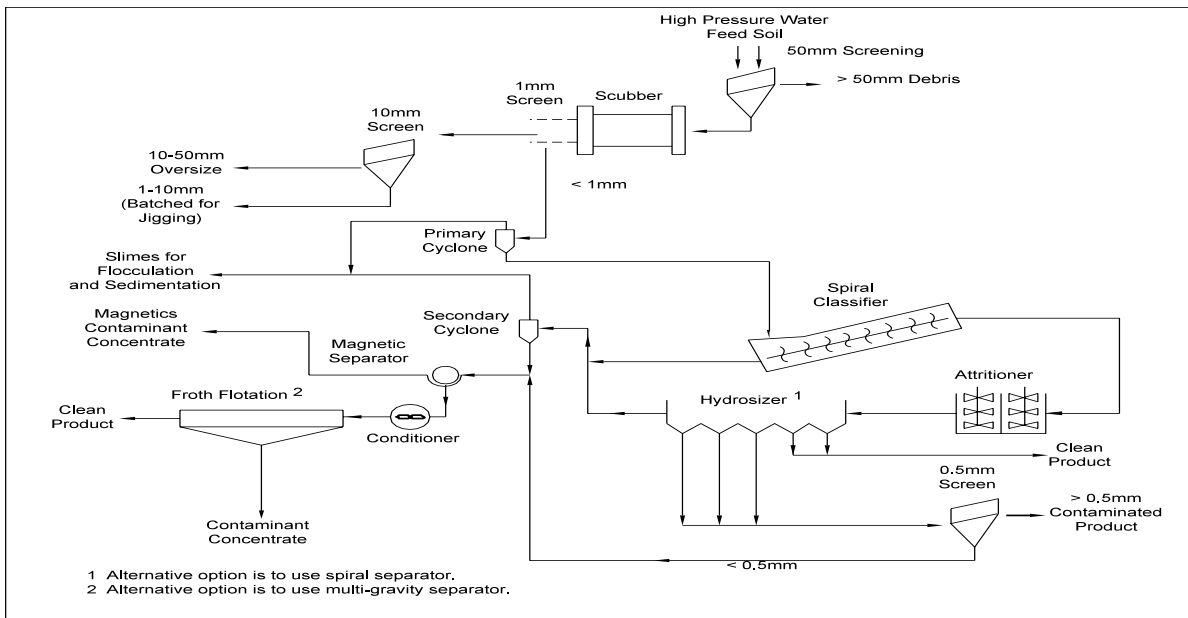 High Pressure Water
Feed Soil
50mm Screening
> 50mm Debris
1mm
Screen
Scubber
10mm
Screen
10-50mm
Oversize
< 1mm
1-10mm
(Batched for
Jigging)
Primary
Cyclone
Slimes for
Flocculation
and Sedimentation
Spiral
Classifier
Secondary
Cyclone
Magnetics
Contaminant
Concentrate
Magnetic
Separator
Attritioner
Froth Flotation 2
Hydrosizer 1
Clean
Product
Conditioner
Clean
Product
0.5mm
Screen
> 0.5mm
Contaminated
Product
Contaminant
Concentrate
< 0.5mm
1 Alternative option is to use spiral separator.
2 Alternative option is to use multi-gravity separator.